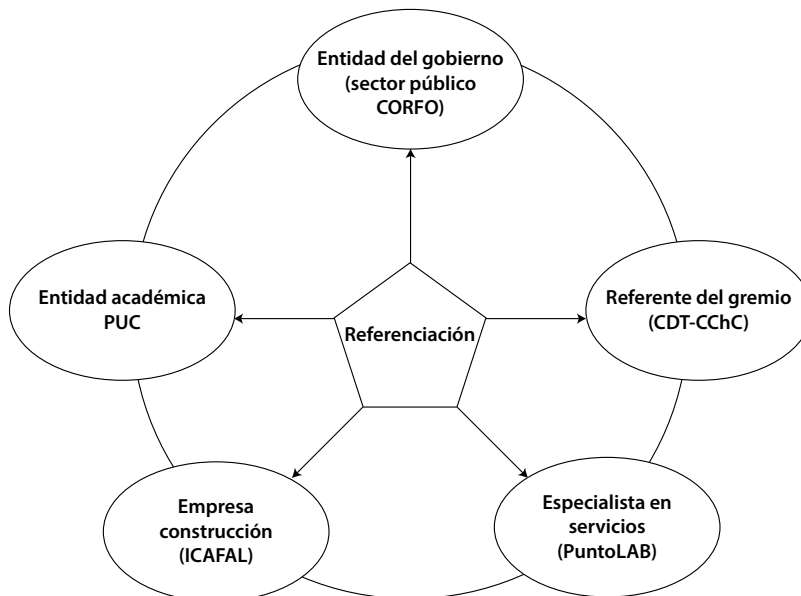 Entidad del gobierno
(sector público
CORFO)
Entidad académica
PUC
Referenciación
Referente del gremio
(CDT-CChC)
Empresa
construcción
(ICAFAL)
Especialista en
servicios
(PuntoLAB)